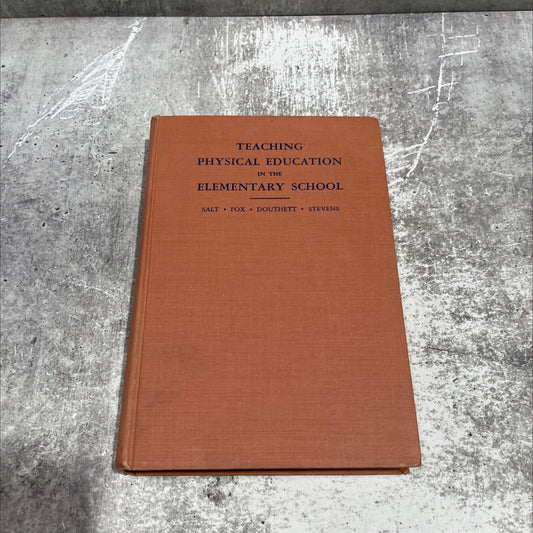 TEACHING
PHYSICAL EDUCATION
IN THE
ELEMENTARY SCHOOL
SALT • FOX • DOUTHETT • STEVENS